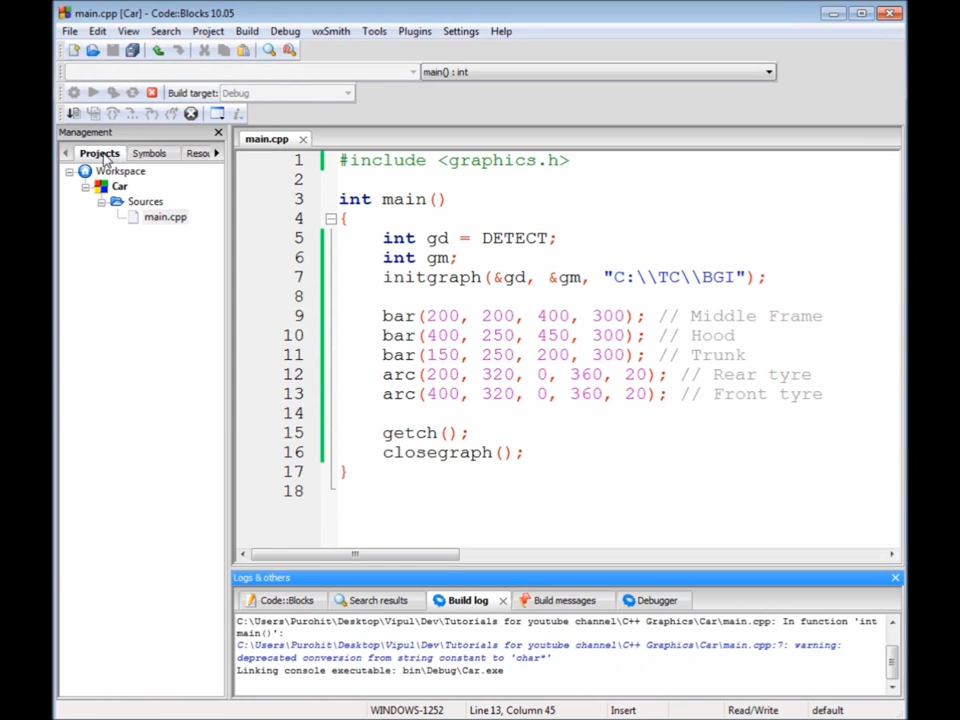 main.cpp [Car] - Code::Blocks 10.05
File Edit View Search Project Build Debug wxSmith Tools Plugins Settings Help
main() : int
Build target: Debug
Management
Projects Symbols Resou
Workspace
Car
Sources
main.cpp
main.cpp
1 #include <graphics.h>
2
3 int main()
4 {
5 int gd = DETECT;
6 int gm;
7 initgraph(&gd, &gm, "C:\\TC\\BGI");
8
9 bar(200, 200, 400, 300); // Middle Frame
10 bar(400, 250, 450, 300); // Hood
11 bar(150, 250, 200, 300); // Trunk
12 arc(200, 320, 0, 360, 20); // Rear tyre
13 arc(400, 320, 0, 360, 20); // Front tyre
14
15 getch();
16 closegraph();
17 }
18
Logs & others
Code::Blocks Search results Build log Build messages Debugger
C:\Users\Purohit\Desktop\Vipul\Dev\Tutorials for youtube channel\C++ Graphics\Car\main.cpp: In function 'int
main()':
C:\Users\Purohit\Desktop\Vipul\Dev\Tutorials for youtube channel\C++ Graphics\Car\main.cpp:7: warning:
deprecated conversion from string constant to 'char*'
Linking console executable: bin\Debug\Car.exe
WINDOWS-1252 Line 13, Column 45 Insert Read/Write default